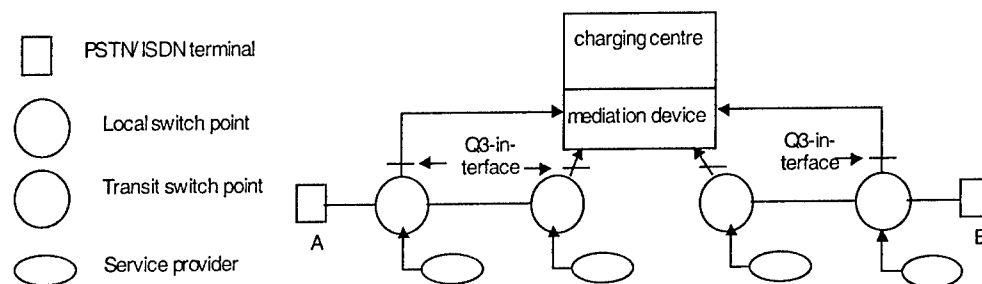 PSTN/ISDN terminal
Local switch point
Transit switch point
Service provider
charging centre
mediation device
Q3-in-
terface
Q3-in-
terface
A
B